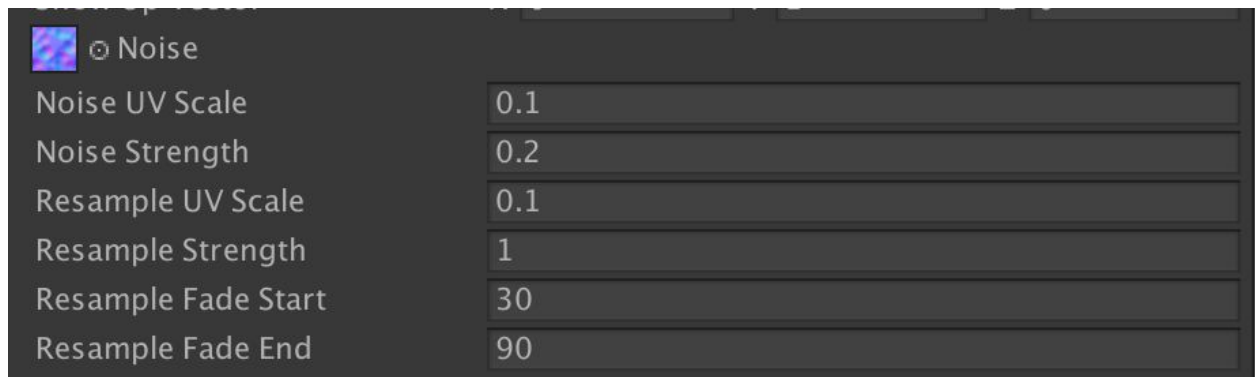 Noise
Noise UV Scale 0.1
Noise Strength 0.2
Resample UV Scale 0.1
Resample Strength 1
Resample Fade Start 30
Resample Fade End 90